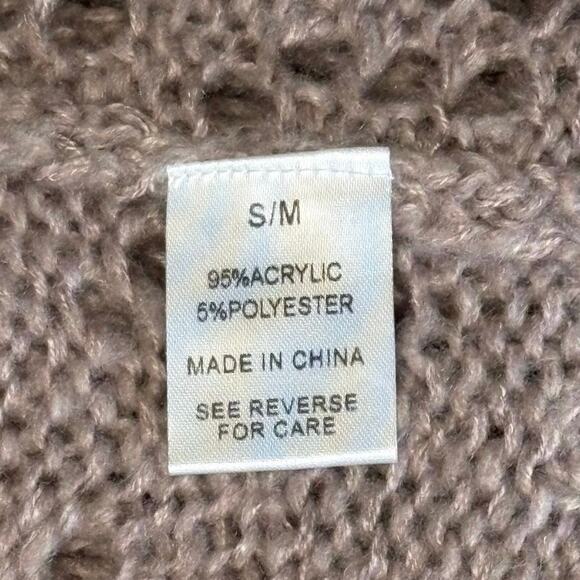 S/M
95%ACRYLIC
5%POLYESTER
MADE IN CHINA
SEE REVERSE
FOR CARE